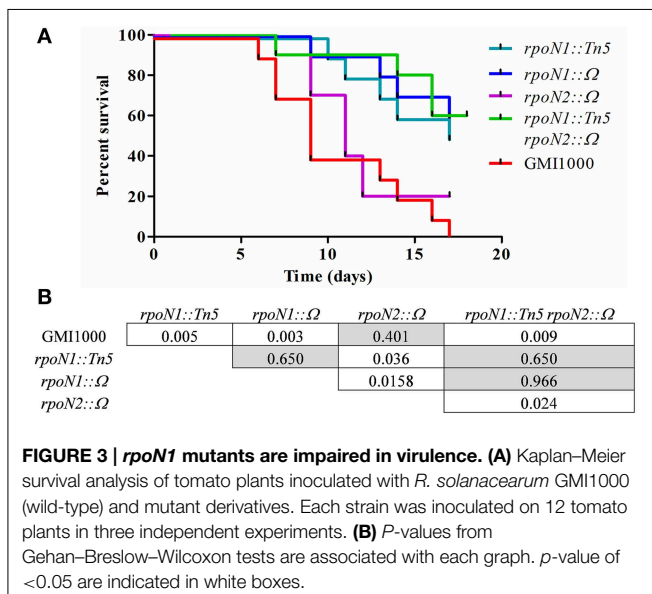 A
Percent survival
100
80
60
40
20
0
0 5 10 15 20
Time (days)
rpoN1::Tn5
rpoN1::Ω
rpoN2::Ω
rpoN1::Tn5
rpoN2::Ω
GMI1000
B
rpoN1::Tn5 rpoN1::Ω rpoN2::Ω rpoN1::Tn5 rpoN2::Ω
GMI1000 0.005 0.003 0.401 0.009
rpoN1::Tn5 0.650 0.036 0.650
rpoN1::Ω 0.0158 0.966
rpoN2::Ω 0.024
FIGURE 3 | rpoN1 mutants are impaired in virulence. (A) Kaplan–Meier
survival analysis of tomato plants inoculated with R. solanacearum GMI1000
(wild-type) and mutant derivatives. Each strain was inoculated on 12 tomato
plants in three independent experiments. (B) P-values from
Gehan–Breslow–Wilcoxon tests are associated with each graph. p-value of
<0.05 are indicated in white boxes.